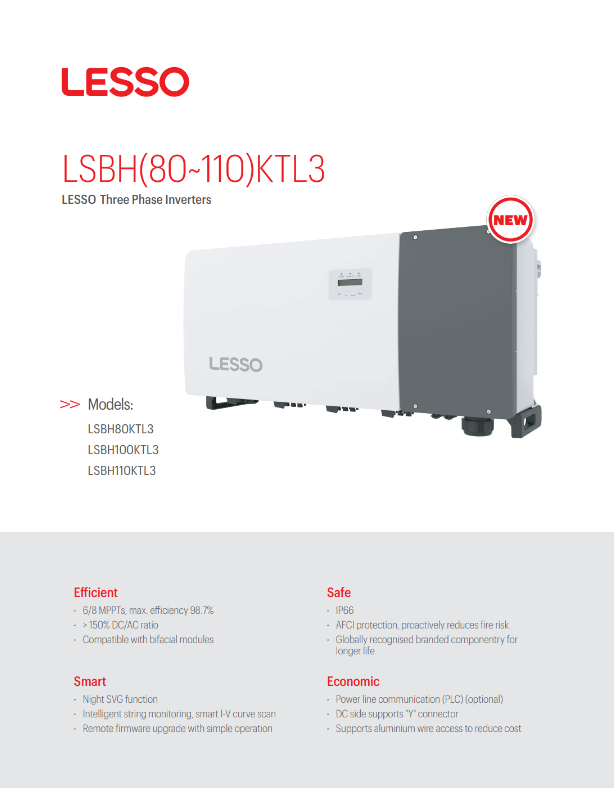 LESSO
LSBH(80~110)KTL3
LESSO Three Phase Inverters
NEW
LESSO
>> Models:
LSBH80KTL3
LSBH100KTL3
LSBH110KTL3
Efficient
· 6/8 MPPTs, max. efficiency 98.7%
· > 150% DC/AC ratio
· Compatible with bifacial modules
Safe
· IP66
· AFCI protection, proactively reduces fire risk
· Globally recognised branded componentry for
longer life
Smart
· Night SVG function
· Intelligent string monitoring, smart I-V curve scan
· Remote firmware upgrade with simple operation
Economic
· Power line communication (PLC) (optional)
· DC side supports "Y" connector
· Supports aluminium wire access to reduce cost